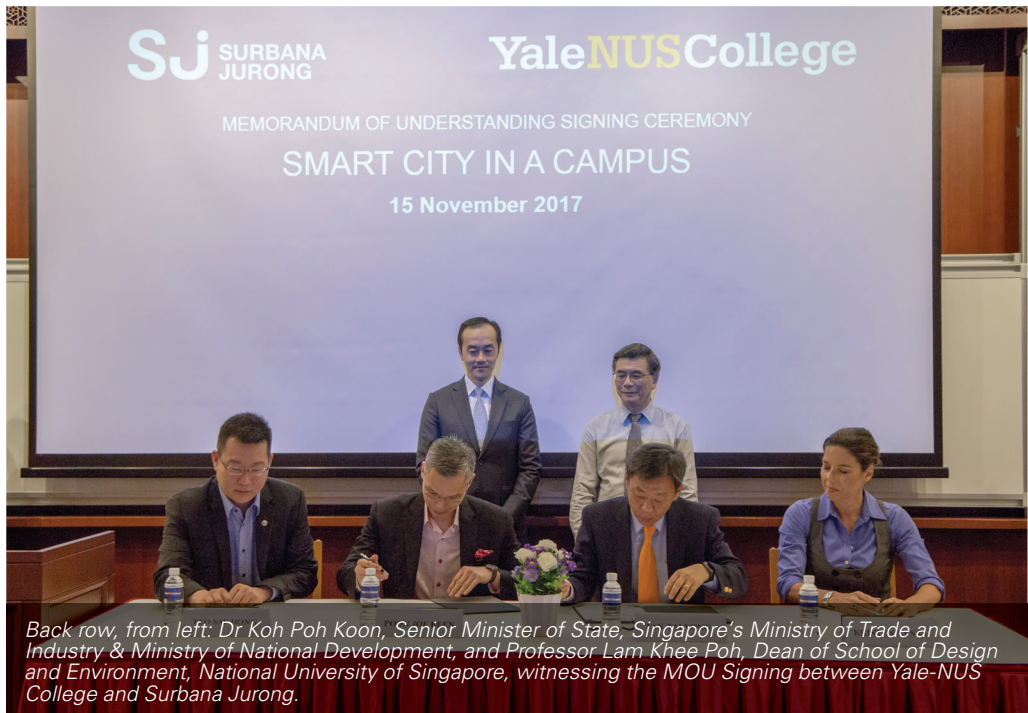 SJ SURBANA
JURONG
YaleNUSCollege
MEMORANDUM OF UNDERSTANDING SIGNING CEREMONY
SMART CITY IN A CAMPUS
15 November 2017
Back row, from left: Dr Koh Poh Koon, Senior Minister of State, Singapore's Ministry of Trade and
Industry & Ministry of National Development, and Professor Lam Khee Poh, Dean of School of Design
and Environment, National University of Singapore, witnessing the MOU Signing between Yale-NUS
College and Surbana Jurong.